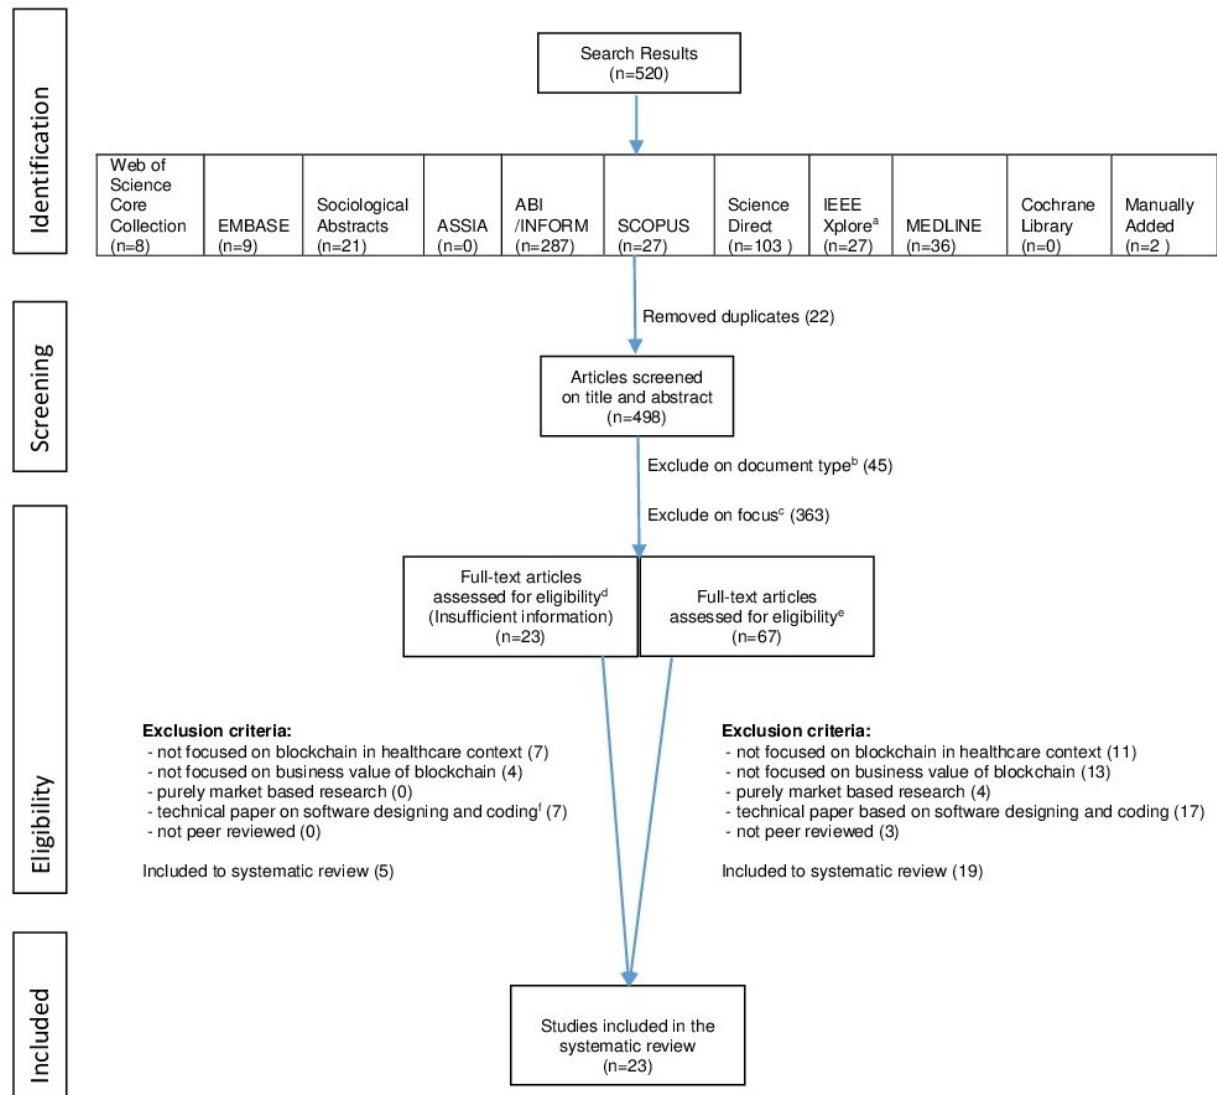 Identification
Search Results
(n=520)
Web of
Science
Core
Collection
(n=8)
EMBASE
(n=9)
Sociological
Abstracts
(n=21)
ASSIA
(n=0)
ABI
/INFORM
(n=287)
SCOPUS
(n=27)
Science
Direct
(n=103 )
IEEE
Xploreᵃ
(n=27)
MEDLINE
(n=36)
Cochrane
Library
(n=0)
Manually
Added
(n=2 )
Screening
Removed duplicates (22)
Articles screened
on title and abstract
(n=498)
Exclude on document typeᵇ (45)
Eligibility
Exclude on focusᶜ (363)
Full-text articles
assessed for eligibilityᵈ
(Insufficient information)
(n=23)
Full-text articles
assessed for eligibilityᵉ
(n=67)
Exclusion criteria:
- not focused on blockchain in healthcare context (7)
- not focused on business value of blockchain (4)
- purely market based research (0)
- technical paper on software designing and codingᶠ (7)
- not peer reviewed (0)
Included to systematic review (5)
Exclusion criteria:
- not focused on blockchain in healthcare context (11)
- not focused on business value of blockchain (13)
- purely market based research (4)
- technical paper based on software designing and coding (17)
- not peer reviewed (3)
Included to systematic review (19)
Included
Studies included in the
systematic review
(n=23)